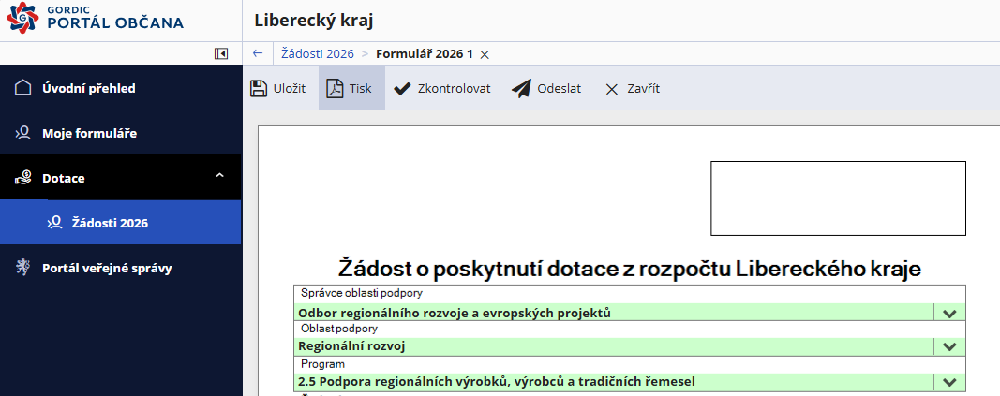 GORDIC
PORTÁL OBČANA
Liberecký kraj
← Žádosti 2026 > Formulář 2026 1 ×
Uložit Tisk Zkontrolovat Odeslat Zavřít
Úvodní přehled
Moje formuláře
Dotace
Žádosti 2026
Portál veřejné správy
Žádost o poskytnutí dotace z rozpočtu Libereckého kraje
Správce oblasti podpory
Odbor regionálního rozvoje a evropských projektů
Oblast podpory
Regionální rozvoj
Program
2.5 Podpora regionálních výrobků, výrobců a tradičních řemesel